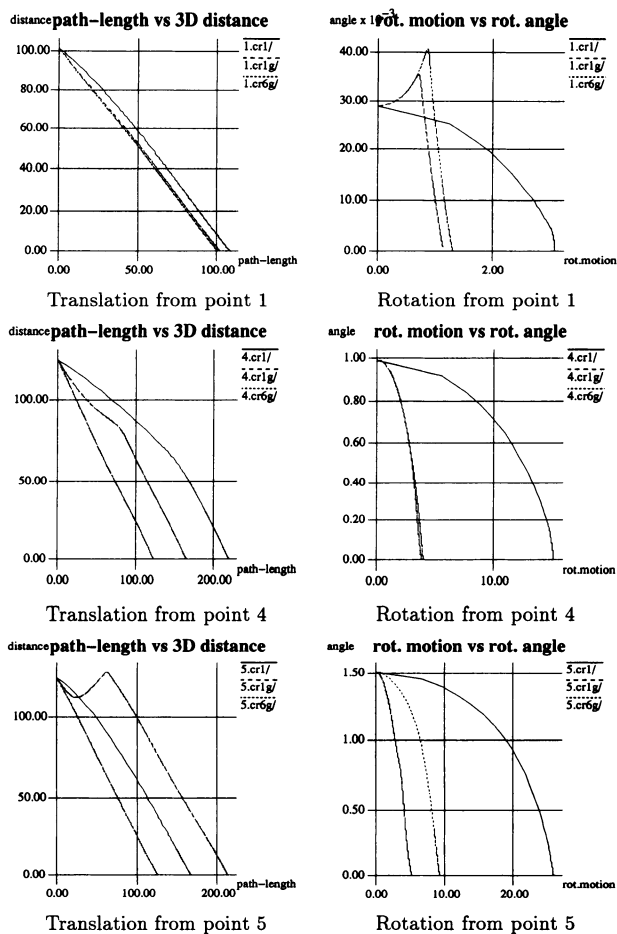 distance path-length vs 3D distance
1.cr1/
1.cr1g/
1.cr6g/
100.00
80.00
60.00
40.00
20.00
0.00
0.00 50.00 100.00
path-length
Translation from point 1
angle x 10-3 rot. motion vs rot. angle
1.cr1/
1.cr1g/
1.cr6g/
40.00
30.00
20.00
10.00
0.00
0.00 2.00
rot.motion
Rotation from point 1
distance path-length vs 3D distance
4.cr1/
4.cr1g/
4.cr6g/
100.00
50.00
0.00
0.00 100.00 200.00
path-length
Translation from point 4
angle rot. motion vs rot. angle
4.cr1/
4.cr1g/
4.cr6g/
1.00
0.80
0.60
0.40
0.20
0.00
0.00 10.00
rot.motion
Rotation from point 4
distance path-length vs 3D distance
5.cr1/
5.cr1g/
5.cr6g/
100.00
50.00
0.00
0.00 100.00 200.00
path-length
Translation from point 5
angle rot. motion vs rot. angle
5.cr1/
5.cr1g/
5.cr6g/
1.50
1.00
0.50
0.00
0.00 10.00 20.00
rot.motion
Rotation from point 5